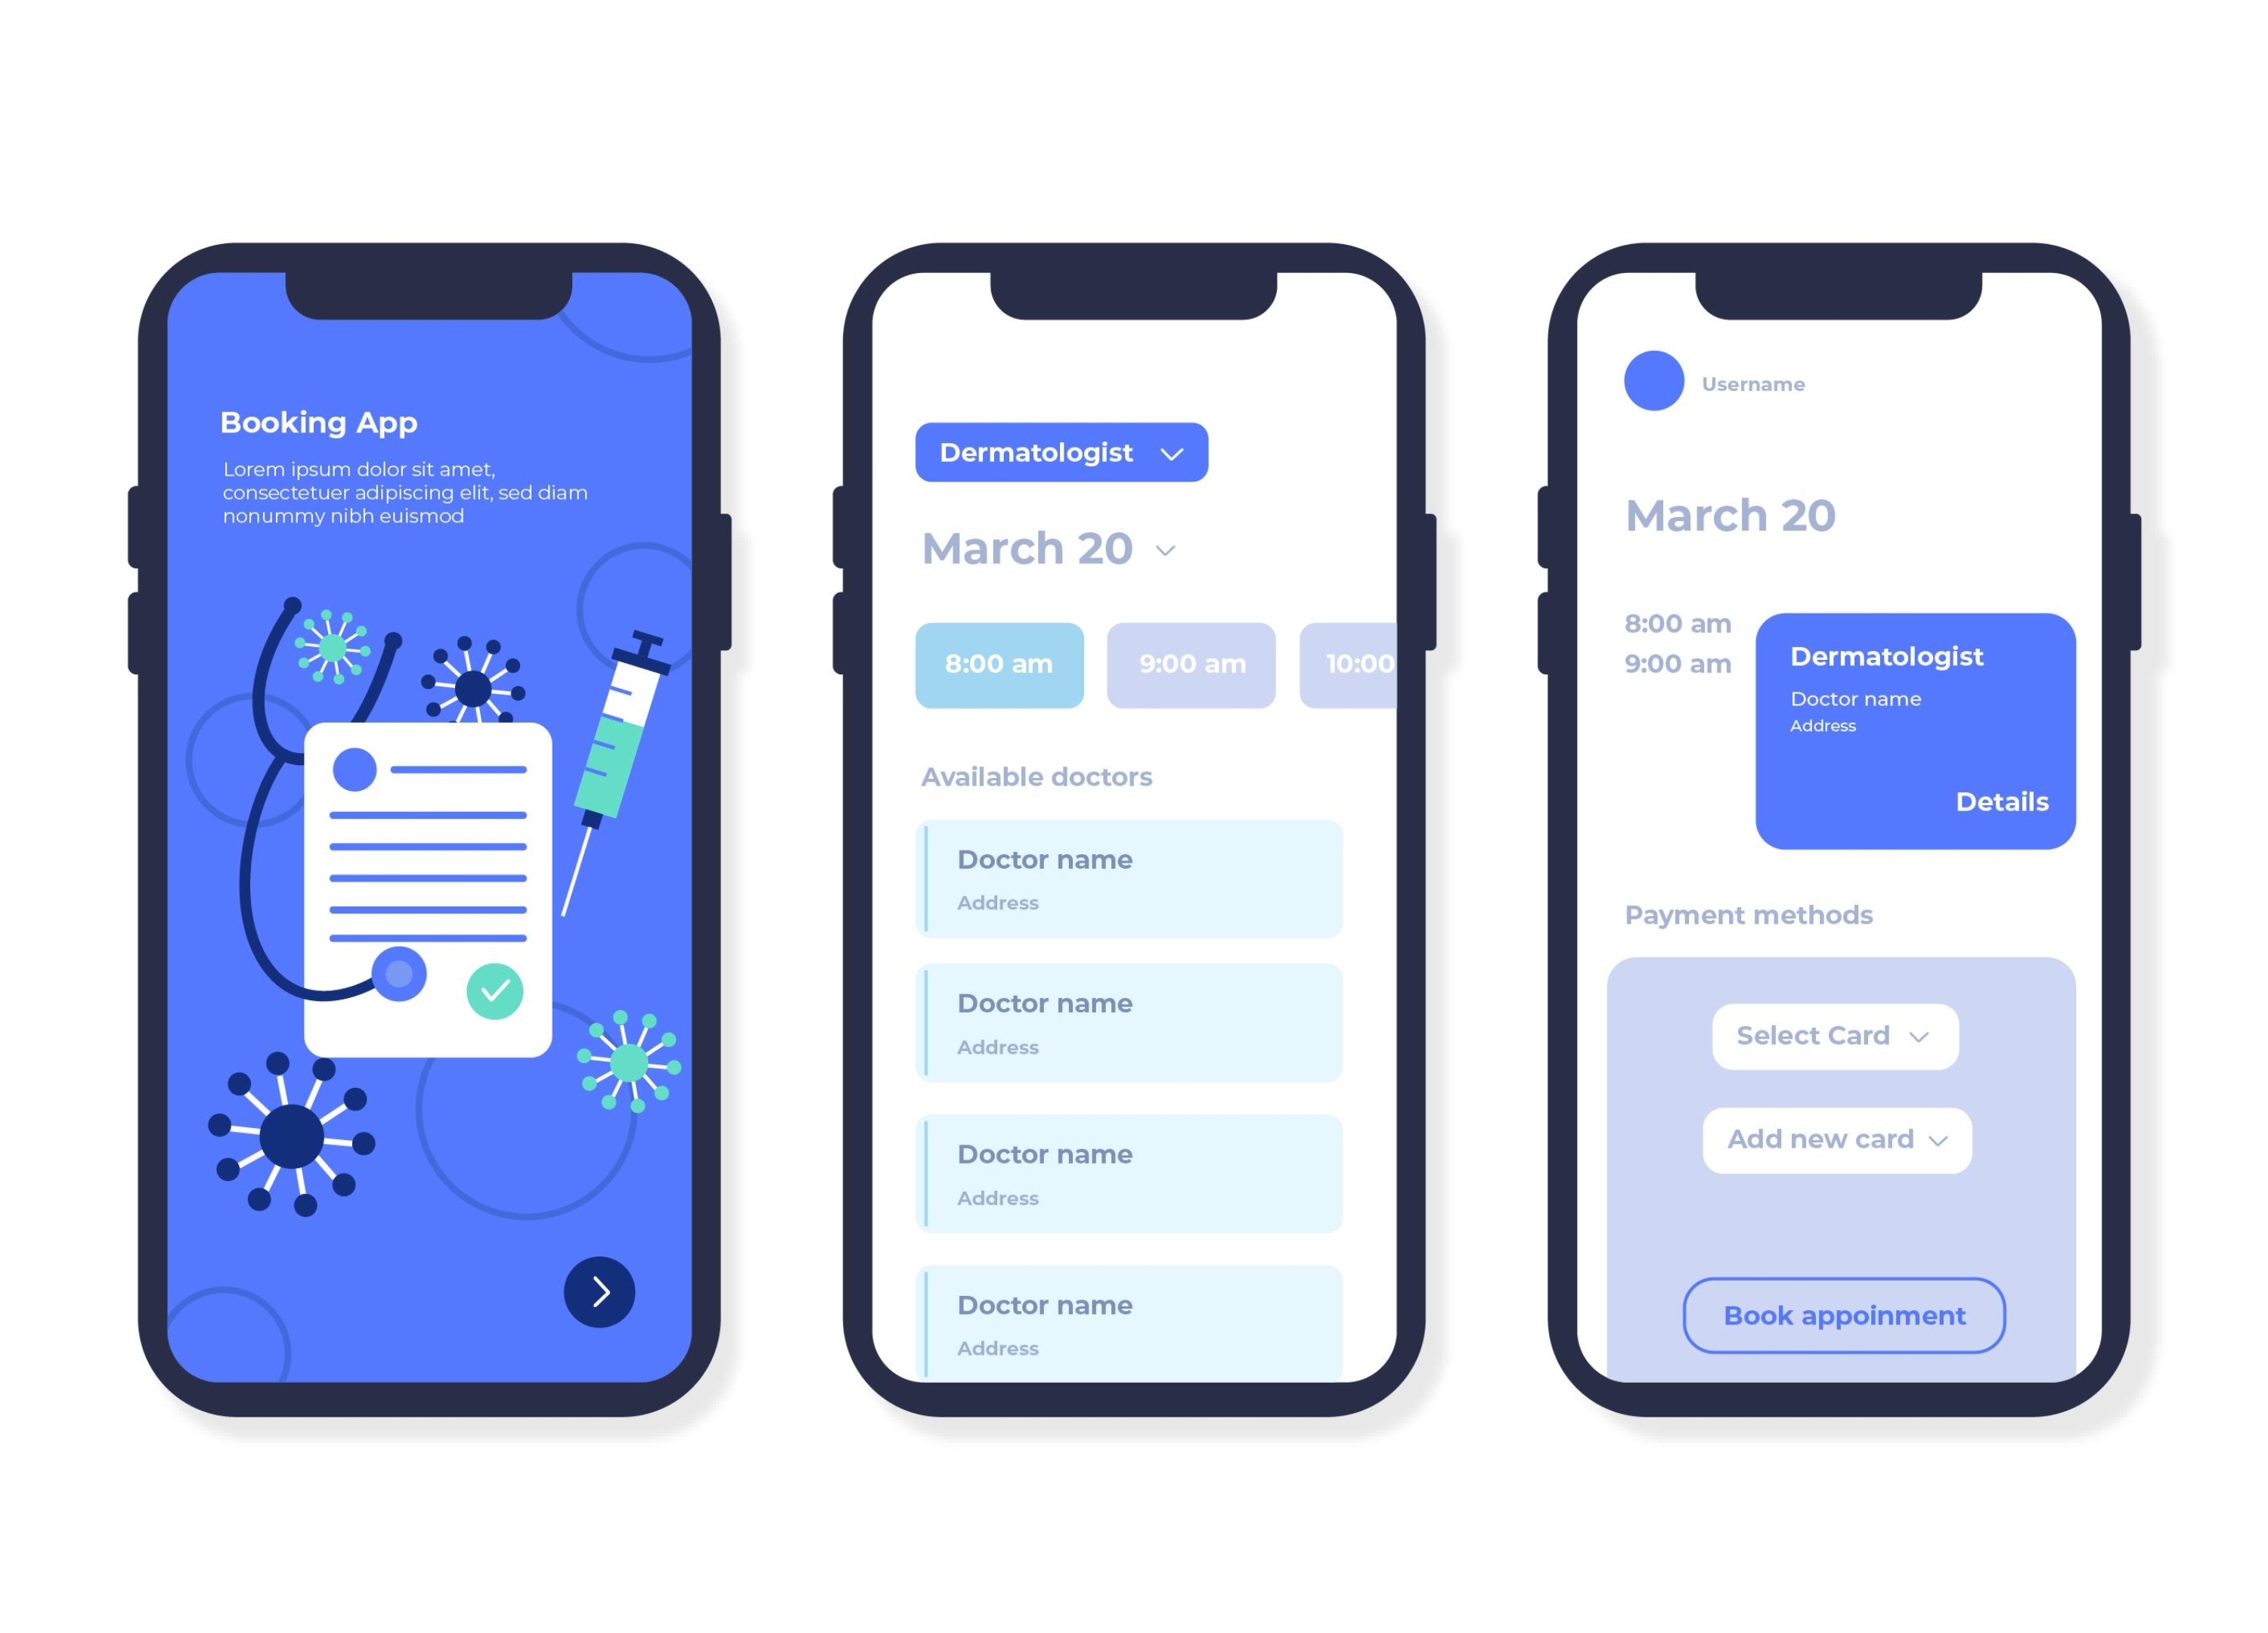 Booking App
Lorem ipsum dolor sit amet,
consectetuer adipiscing elit, sed diam
nonummy nibh euismod
Dermatologist
March 20
8:00 am
9:00 am
10:00
Available doctors
Doctor name
Address
Doctor name
Address
Doctor name
Address
Doctor name
Address
Username
March 20
8:00 am
9:00 am
Dermatologist
Doctor name
Address
Details
Payment methods
Select Card
Add new card
Book appoinment